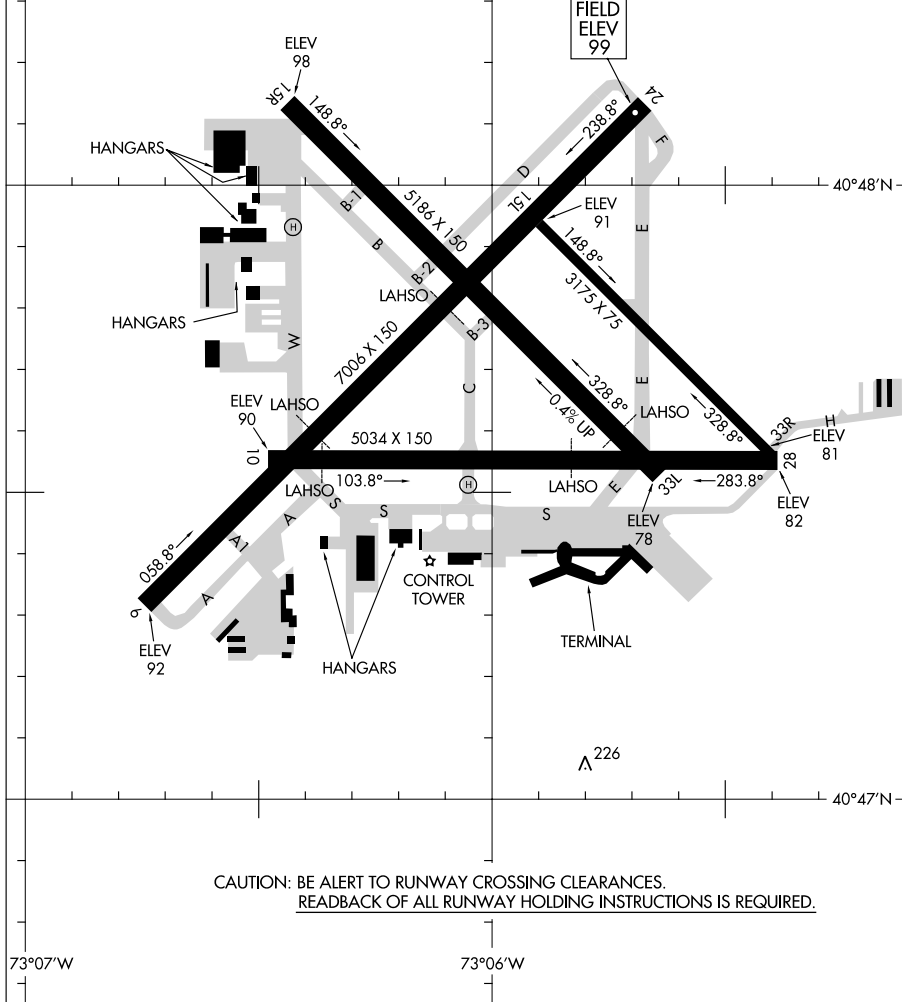 FIELD
ELEV
99
ELEV
98
15R
148.8°
24
238.8°
F
HANGARS
D
40°48'N
15L
B-1
5186 X 150
ELEV
91
H
B
E
148.8°
B-2
3175 X 75
LAHSO
HANGARS
B-3
7006 X 150
W
328.8°
E
C
0.4% UP
LAHSO
LAHSO
328.8°
33R
H
ELEV
90
10
5034 X 150
ELEV
81
28
103.8°
H
283.8°
LAHSO
LAHSO
33L
E
ELEV
82
S
A
S
S
ELEV
78
A1
058.8°
A
CONTROL
TOWER
6
ELEV
92
HANGARS
TERMINAL
226
40°47'N
CAUTION: BE ALERT TO RUNWAY CROSSING CLEARANCES.
READBACK OF ALL RUNWAY HOLDING INSTRUCTIONS IS REQUIRED.
73°07'W
73°06'W